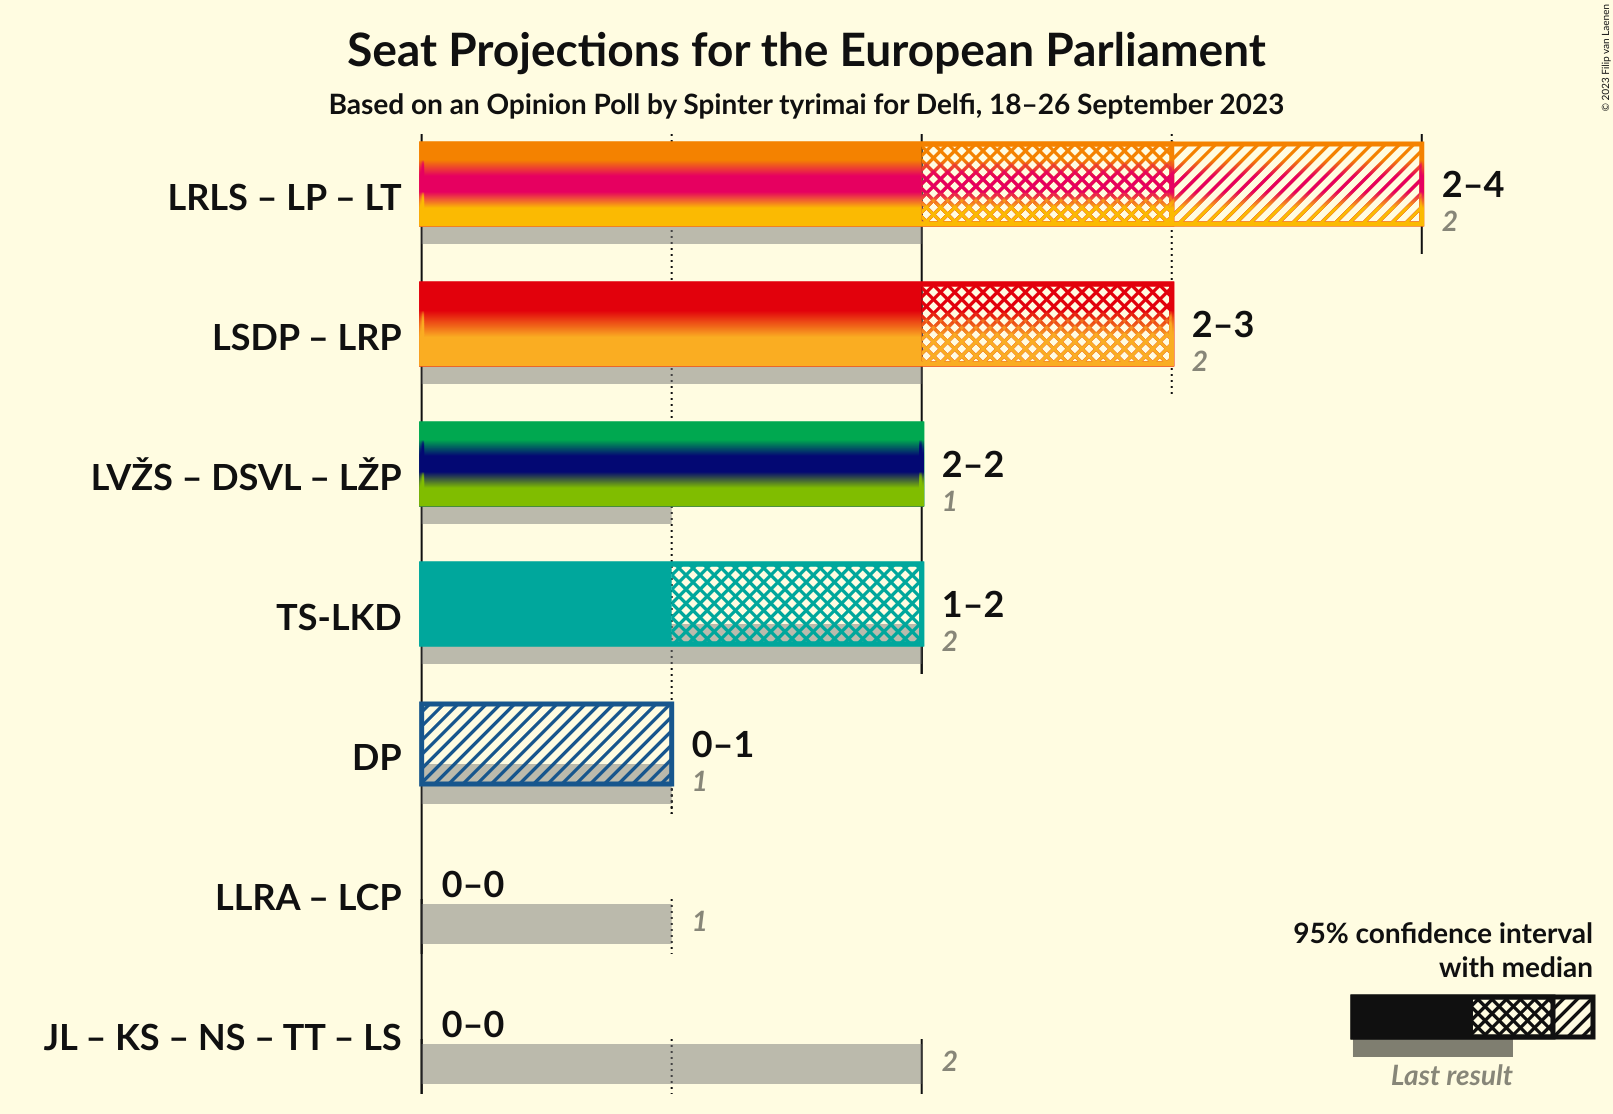 Seat Projections for the European Parliament
Based on an Opinion Poll by Spinter tyrimai for Delfi, 18–26 September 2023
© 2023 Filip van Laenen
LRLS – LP – LT
2–4
2
LSDP – LRP
2–3
2
LVŽS – DSVL – LŽP
2–2
1
TS-LKD
1–2
2
DP
0–1
1
LLRA – LCP
0–0
1
JL – KS – NS – TT – LS
0–0
2
95% confidence interval
with median
Last result